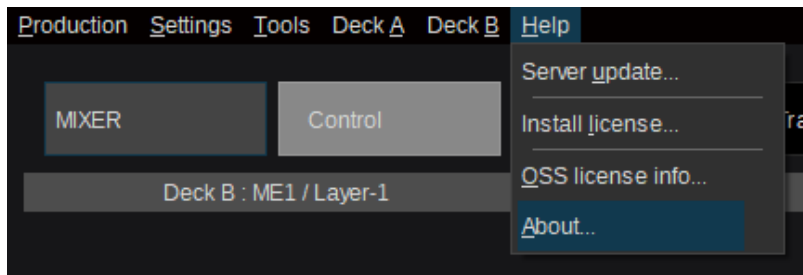 Production Settings Tools Deck A Deck B Help
Server update...
MIXER Control Install license...
OSS license info...
Deck B : ME1 / Layer-1
About...